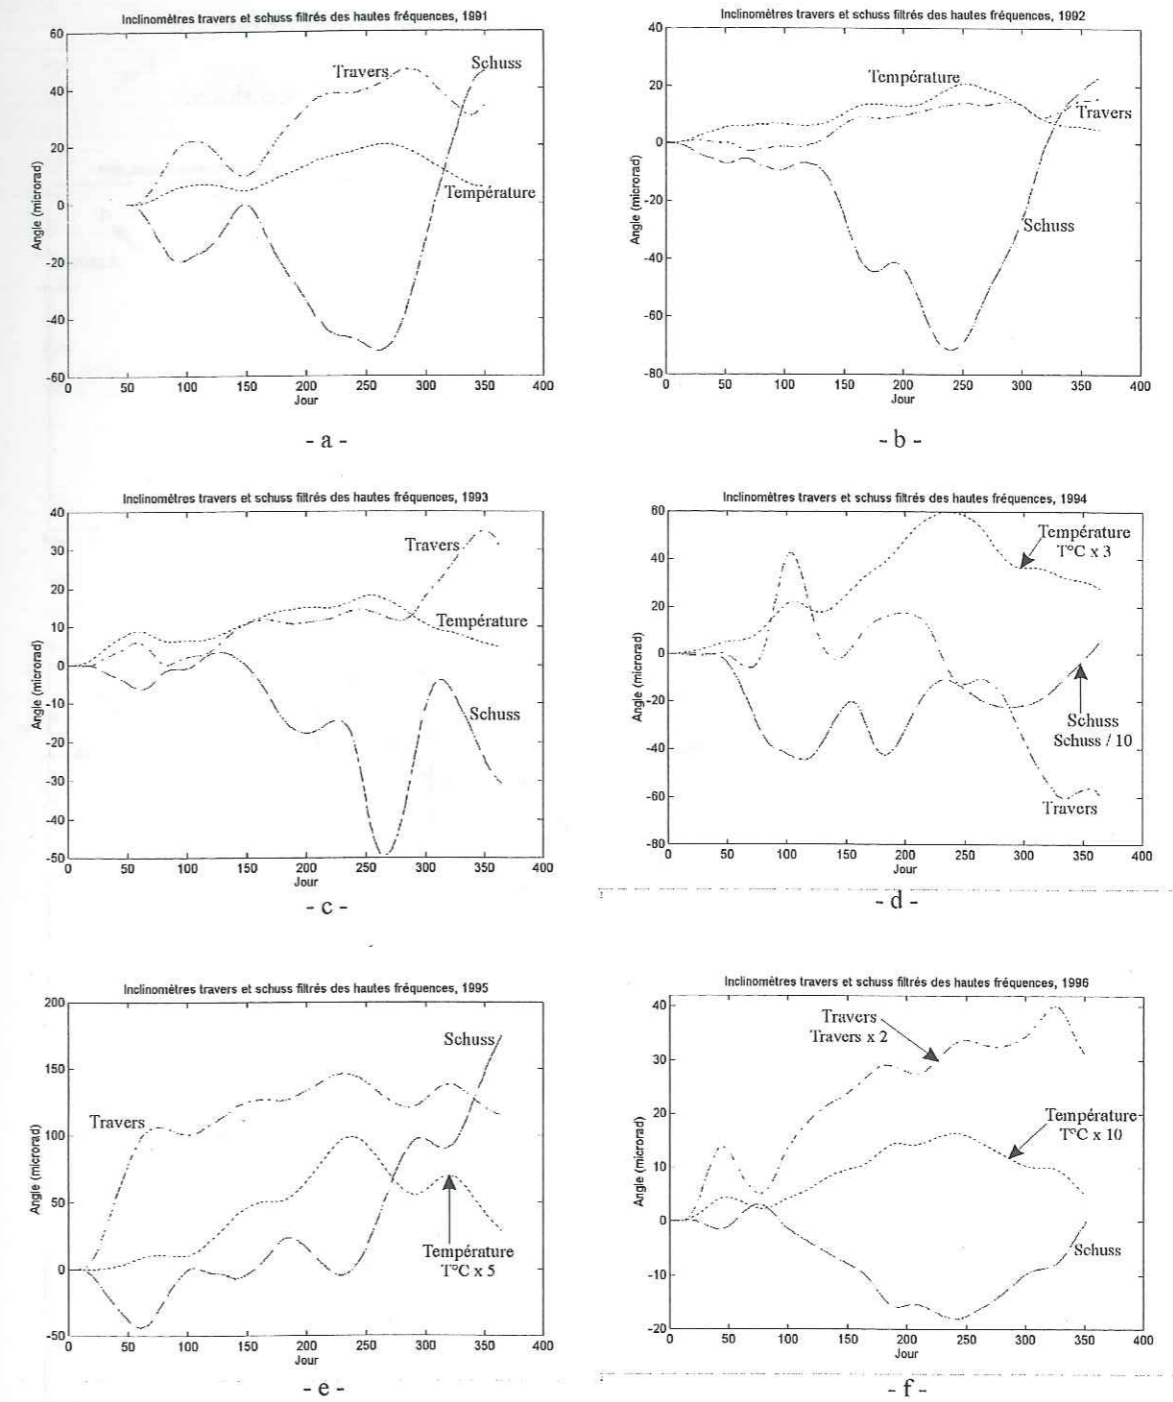 Inclinomètres travers et schuss filtrés des hautes fréquences, 1991
60
40
20
0
-20
-40
-60
Angle (microrad)
Travers
Schuss
Température
0 50 100 150 200 250 300 350 400
Jour
- a -
Inclinomètres travers et schuss filtrés des hautes fréquences, 1992
40
20
0
-20
-40
-60
-80
Angle (microrad)
Température
Travers
Schuss
0 50 100 150 200 250 300 350 400
Jour
- b -
Inclinomètres travers et schuss filtrés des hautes fréquences, 1993
40
30
20
10
0
-10
-20
-30
-40
-50
Angle (microrad)
Travers
Température
Schuss
0 50 100 150 200 250 300 350 400
Jour
- c -
Inclinomètres travers et schuss filtrés des hautes fréquences, 1994
60
40
20
0
-20
-40
-60
-80
Angle (microrad)
Température
T°C x 3
Schuss
Schuss / 10
Travers
0 50 100 150 200 250 300 350 400
Jour
- d -
Inclinomètres travers et schuss filtrés des hautes fréquences, 1995
200
150
100
50
0
-50
Angle (microrad)
Schuss
Travers
Température
T°C x 5
0 50 100 150 200 250 300 350 400
Jour
- e -
Inclinomètres travers et schuss filtrés des hautes fréquences, 1996
40
30
20
10
0
-10
-20
Angle (microrad)
Travers
Travers x 2
Température
T°C x 10
Schuss
0 50 100 150 200 250 300 350 400
Jour
- f -